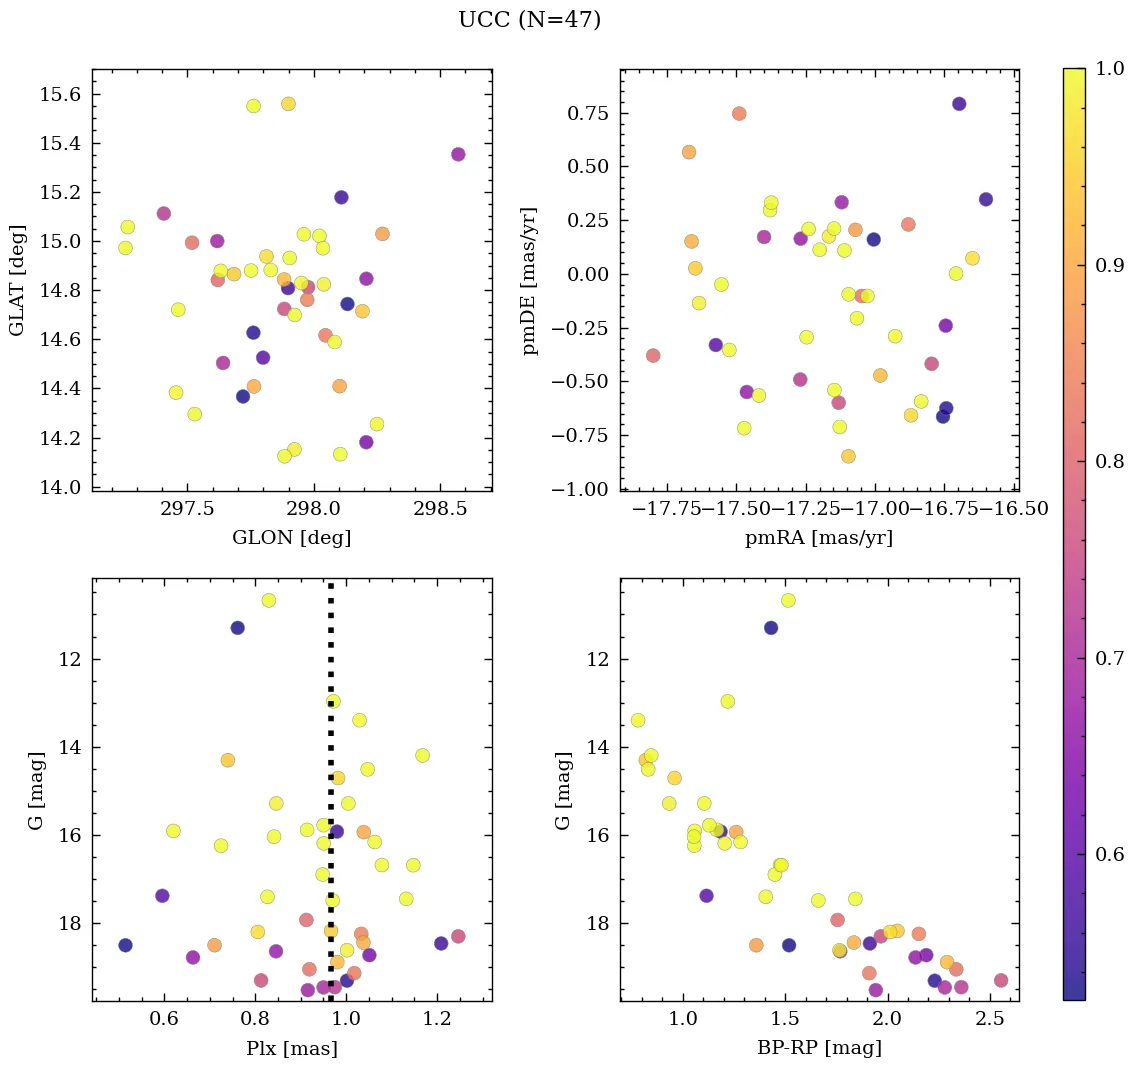 UCC (N=47)
15.6
15.4
15.2
15.0
14.8
14.6
14.4
14.2
14.0
GLAT [deg]
297.5 298.0 298.5
GLON [deg]
0.75
0.50
0.25
0.00
−0.25
−0.50
−0.75
−1.00
pmDE [mas/yr]
−17.75 −17.50 −17.25 −17.00 −16.75 −16.50
pmRA [mas/yr]
12
14
16
18
G [mag]
0.6 0.8 1.0 1.2
Plx [mas]
12
14
16
18
G [mag]
1.0 1.5 2.0 2.5
BP-RP [mag]
1.0
0.9
0.8
0.7
0.6